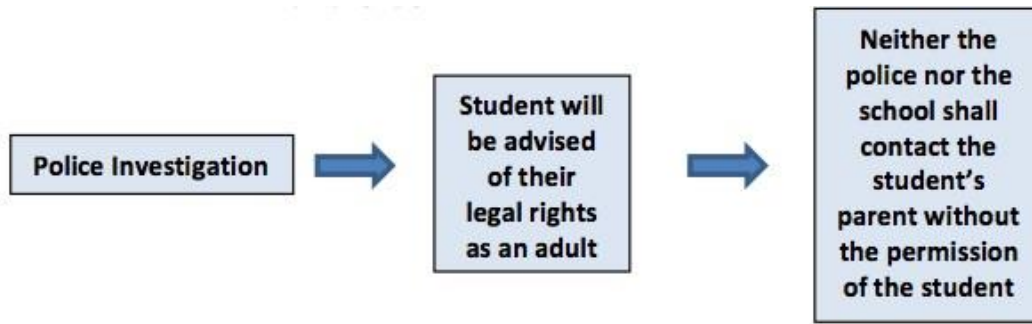 Police Investigation
Student will
be advised
of their
legal rights
as an adult
Neither the
police nor the
school shall
contact the
student's
parent without
the permission
of the student